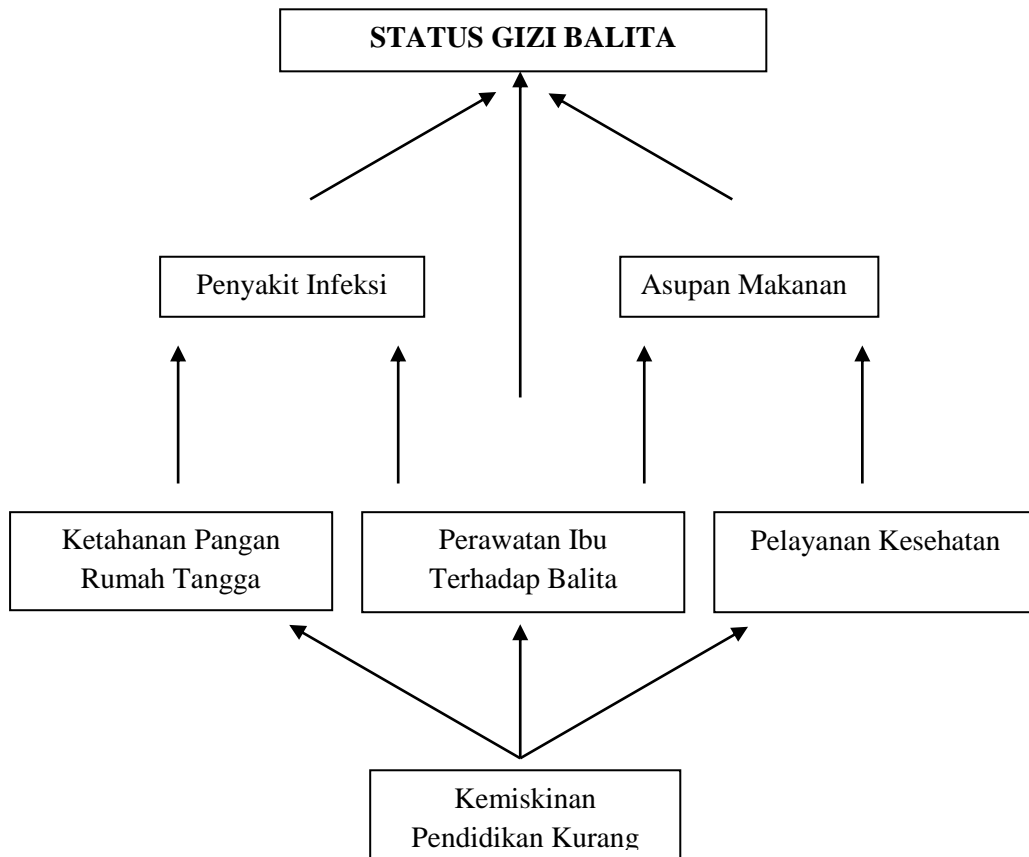 STATUS GIZI BALITA
Penyakit Infeksi
Asupan Makanan
Ketahanan Pangan
Rumah Tangga
Perawatan Ibu
Terhadap Balita
Pelayanan Kesehatan
Kemiskinan
Pendidikan Kurang